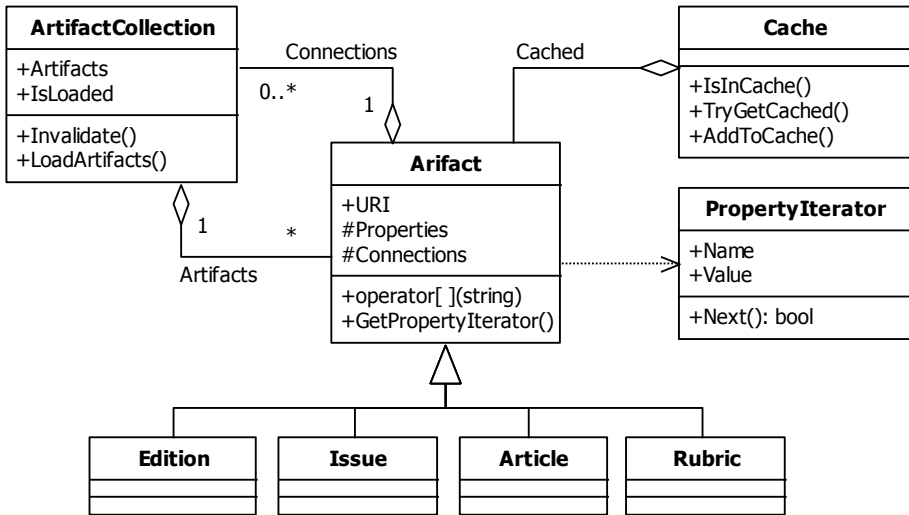 ArtifactCollection
+Artifacts
+IsLoaded
+Invalidate()
+LoadArtifacts()
Connections
0..*
1
Cached
Cache
+IsInCache()
+TryGetCached()
+AddToCache()
Arifact
+URI
#Properties
#Connections
+operator[ ](string)
+GetPropertyIterator()
PropertyIterator
+Name
+Value
+Next(): bool
1
*
Artifacts
Edition
Issue
Article
Rubric